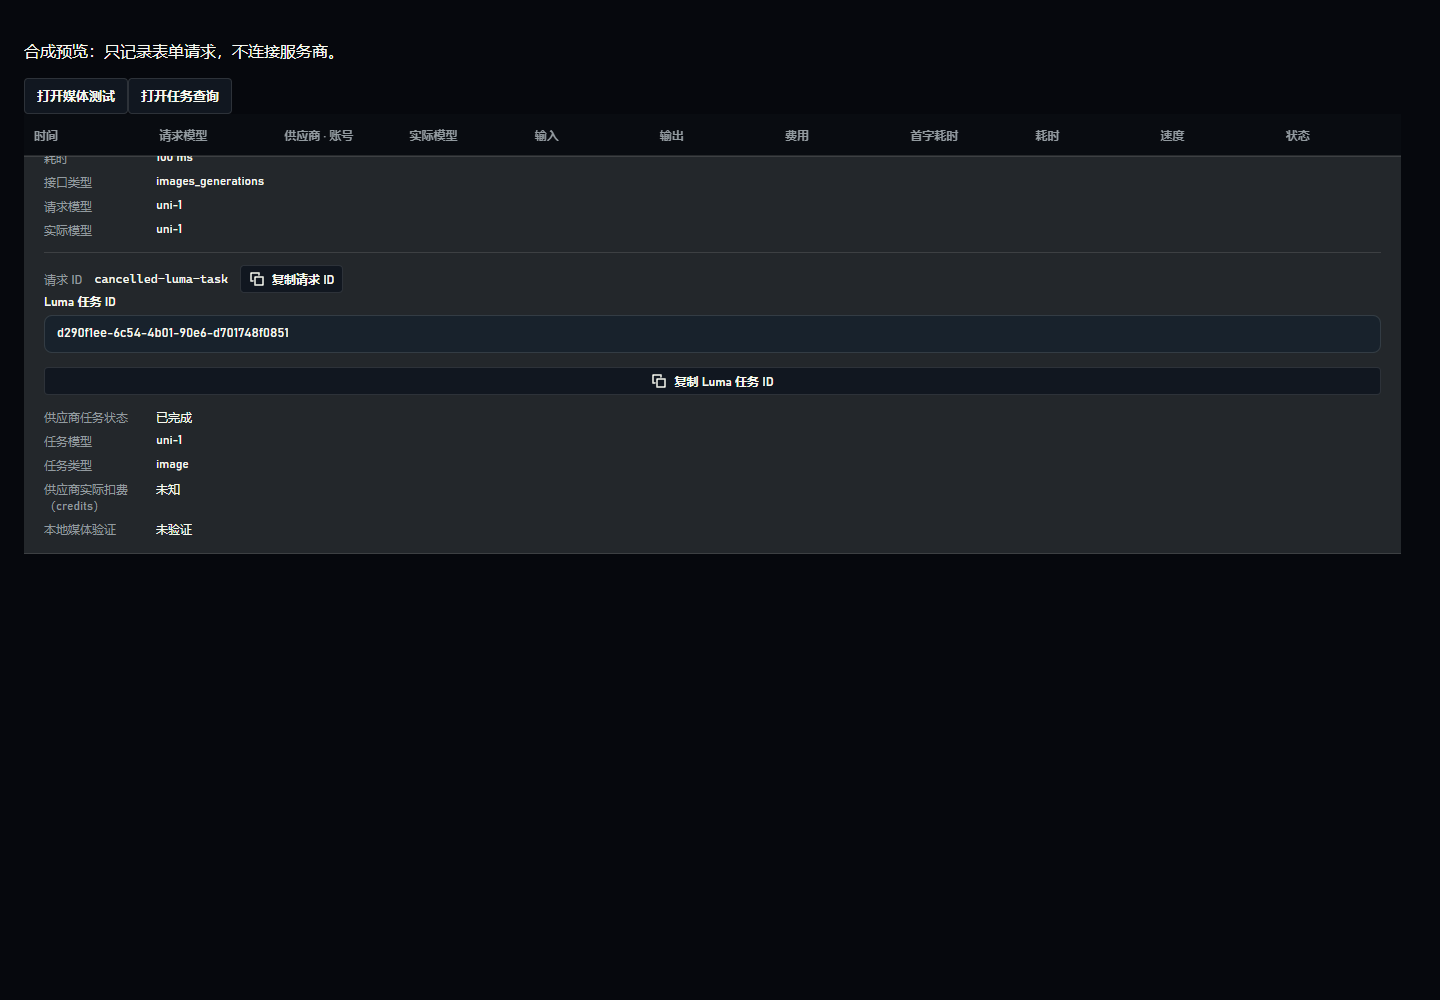 合成预览：只记录表单请求，不连接服务商。
打开媒体测试 打开任务查询
时间 请求模型 供应商 · 账号 实际模型 输入 输出 费用 首字耗时 耗时 速度 状态
耗时 100 ms
接口类型 images_generations
请求模型 uni-1
实际模型 uni-1
请求 ID cancelled-luma-task 复制请求 ID
Luma 任务 ID
d290f1ee-6c54-4b01-90e6-d701748f0851
复制 Luma 任务 ID
供应商任务状态 已完成
任务模型 uni-1
任务类型 image
供应商实际扣费 未知
（credits）
本地媒体验证 未验证